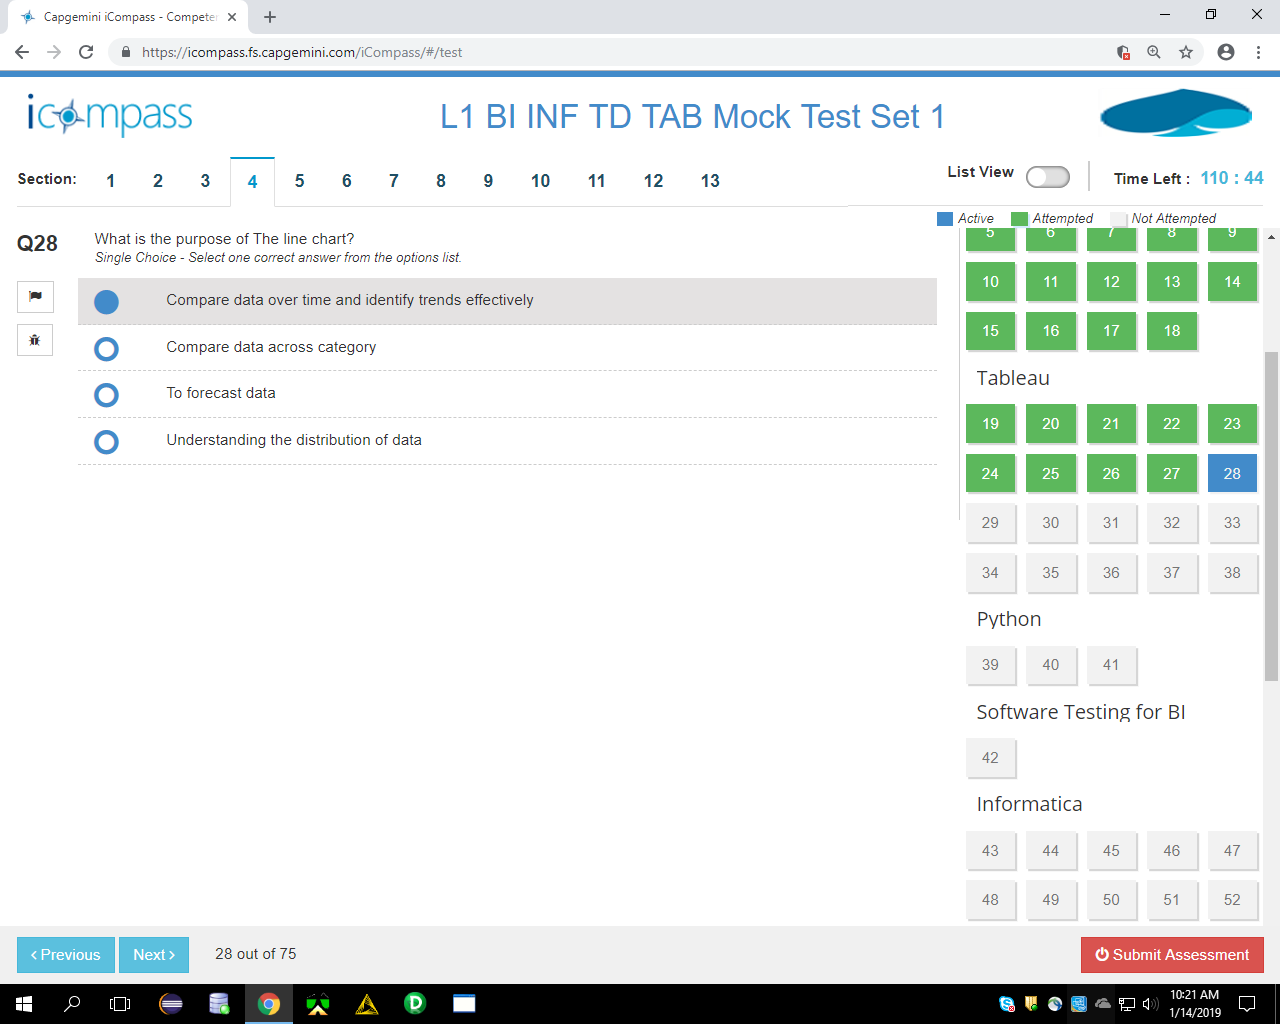 Capgemini iCompass - Competen
https://icompass.fs.capgemini.com/iCompass/#/test
icompass
L1 BI INF TD TAB Mock Test Set 1
Section: 1 2 3 4 5 6 7 8 9 10 11 12 13
List View
Time Left : 110 : 44
Active Attempted Not Attempted
Q28
What is the purpose of The line chart?
Single Choice - Select one correct answer from the options list.
Compare data over time and identify trends effectively
Compare data across category
To forecast data
Understanding the distribution of data
5 6 7 8 9
10 11 12 13 14
15 16 17 18
Tableau
19 20 21 22 23
24 25 26 27 28
29 30 31 32 33
34 35 36 37 38
Python
39 40 41
Software Testing for BI
42
Informatica
43 44 45 46 47
48 49 50 51 52
Previous
Next
28 out of 75
Submit Assessment
10:21 AM
1/14/2019